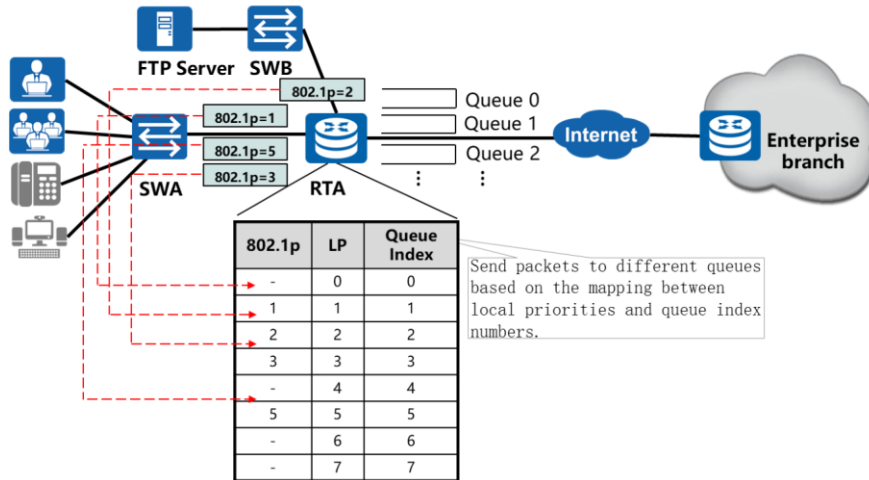 FTP Server
SWB
802.1p=2
802.1p=1
802.1p=5
802.1p=3
SWA
RTA
Queue 0
Queue 1
Queue 2
Internet
Enterprise
branch
802.1p LP Queue
Index
- 0 0
1 1 1
2 2 2
3 3 3
- 4 4
5 5 5
- 6 6
- 7 7
Send packets to different queues
based on the mapping between
local priorities and queue index
numbers.